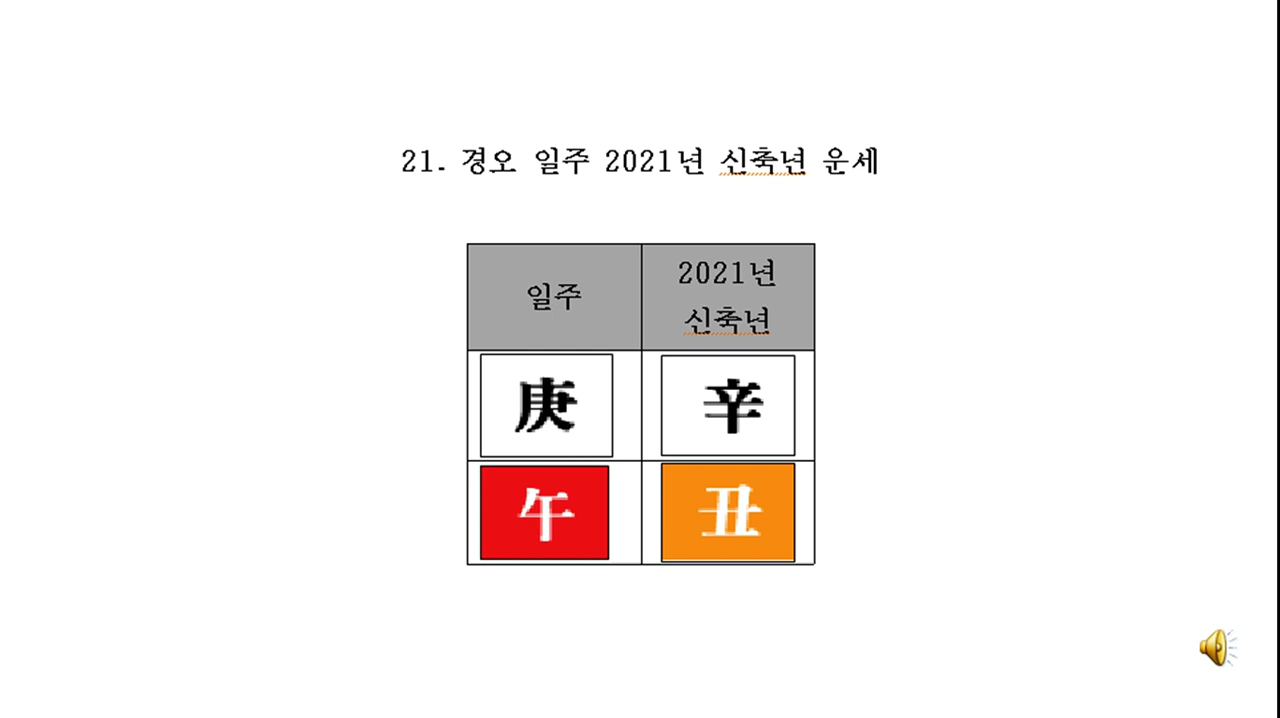 21. 경오 일주 2021년 신축년 운세
일주
2021년
신축년
庚 辛
午 丑